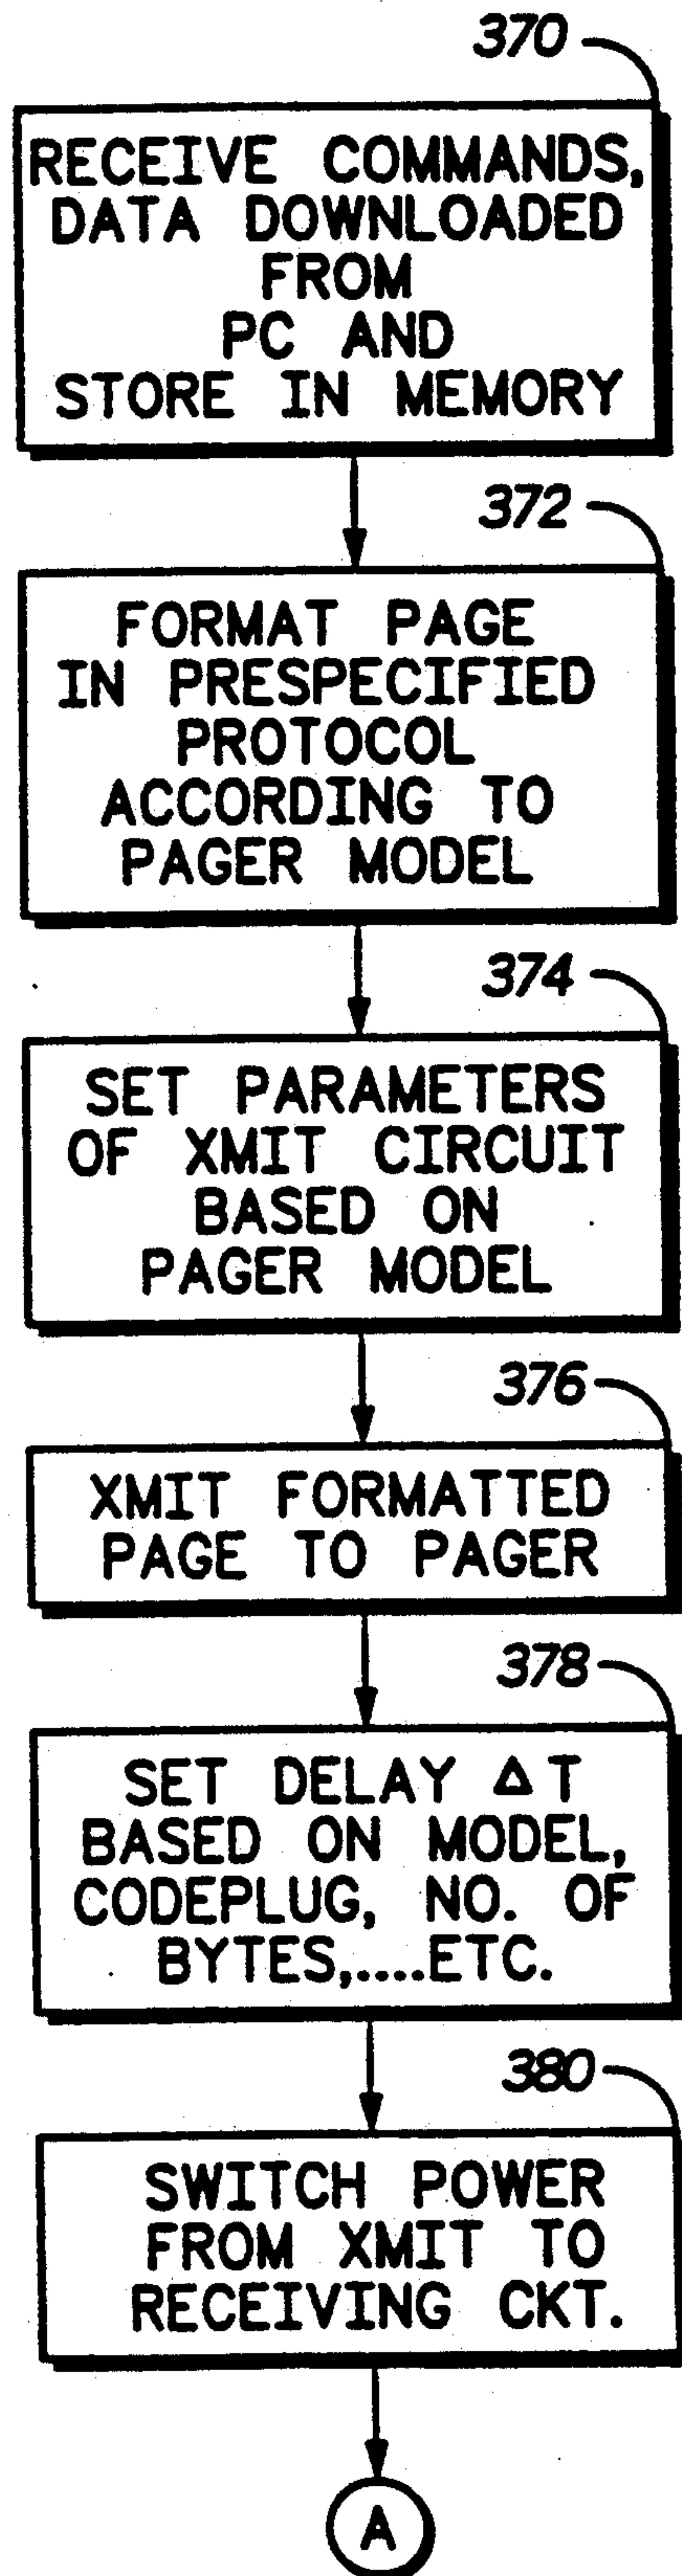 370
RECEIVE COMMANDS,
DATA DOWNLOADED
FROM
PC AND
STORE IN MEMORY
372
FORMAT PAGE
IN PRESPECIFIED
PROTOCOL
ACCORDING TO
PAGER MODEL
374
SET PARAMETERS
OF XMIT CIRCUIT
BASED ON
PAGER MODEL
376
XMIT FORMATTED
PAGE TO PAGER
378
SET DELAY Δ T
BASED ON MODEL,
CODEPLUG, NO. OF
BYTES,....ETC.
380
SWITCH POWER
FROM XMIT TO
RECEIVING CKT.
A